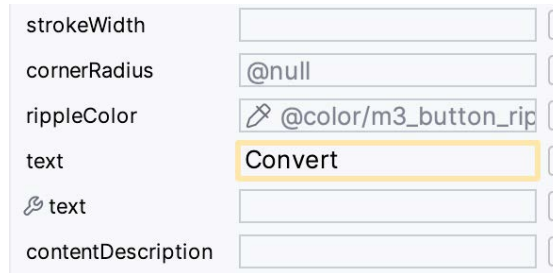 strokeWidth
cornerRadius @null
rippleColor @color/m3_button_rip
text Convert
text
contentDescription